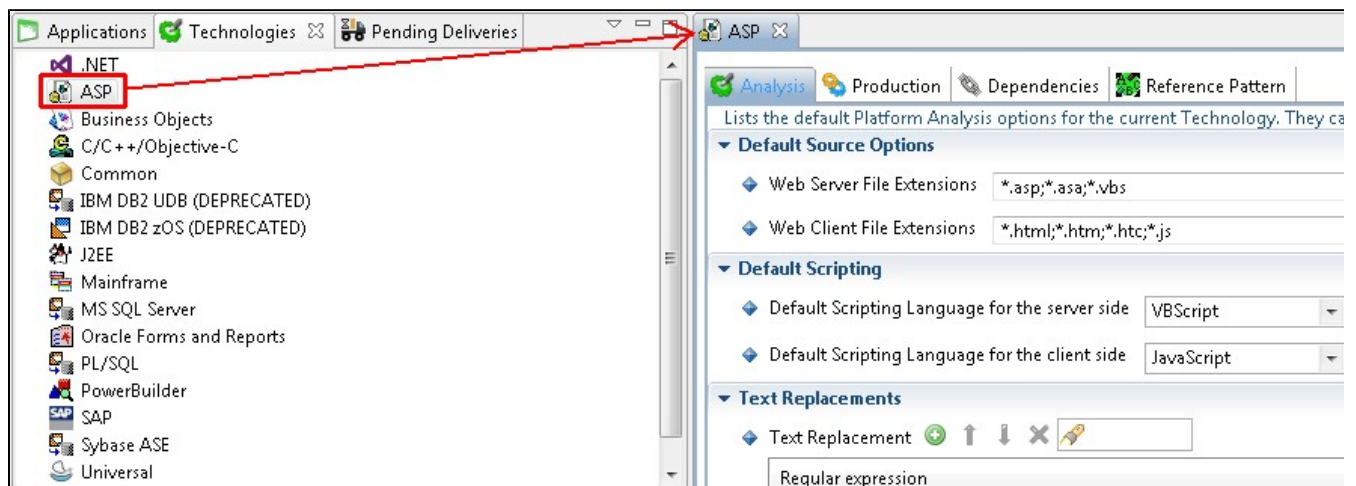 Applications Technologies Pending Deliveries
.NET
ASP
Business Objects
C/C++/Objective-C
Common
IBM DB2 UDB (DEPRECATED)
IBM DB2 zOS (DEPRECATED)
J2EE
Mainframe
MS SQL Server
Oracle Forms and Reports
PL/SQL
PowerBuilder
SAP SAP
Sybase ASE
Universal
ASP
Analysis Production Dependencies Reference Pattern
Lists the default Platform Analysis options for the current Technology. They ca
Default Source Options
Web Server File Extensions *.asp;*.asa;*.vbs
Web Client File Extensions *.html;*.htm;*.htc;*.js
Default Scripting
Default Scripting Language for the server side VBScript
Default Scripting Language for the client side JavaScript
Text Replacements
Text Replacement
Regular expression